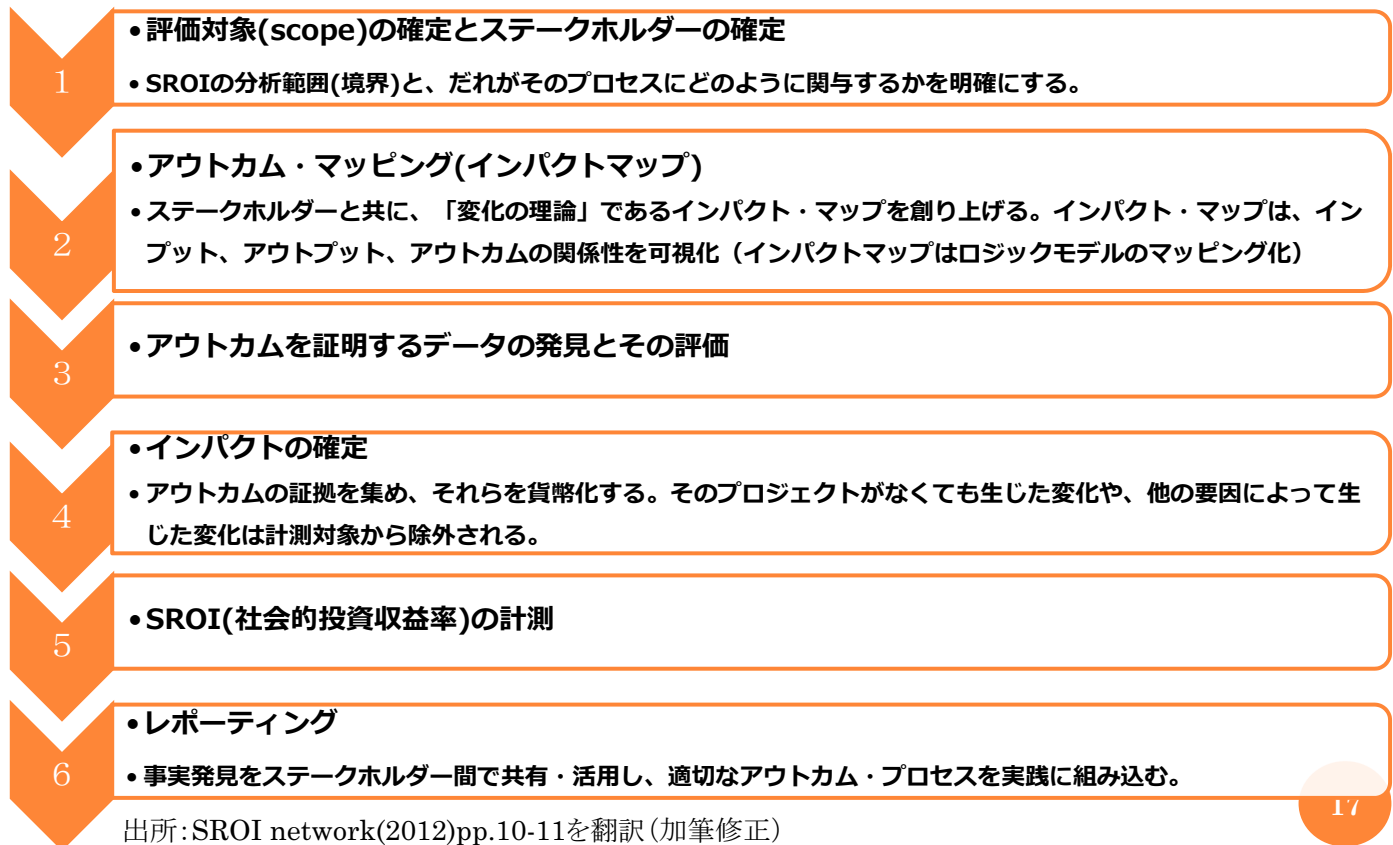 •評価対象(scope)の確定とステークホルダーの確定
1
•SROIの分析範囲(境界)と、だれがそのプロセスにどのように関与するかを明確にする。
•アウトカム・マッピング(インパクトマップ)
•ステークホルダーと共に、「変化の理論」であるインパクト・マップを創り上げる。インパクト・マップは、イン
2
プット、アウトプット、アウトカムの関係性を可視化（インパクトマップはロジックモデルのマッピング化）
•アウトカムを証明するデータの発見とその評価
3
•インパクトの確定
•アウトカムの証拠を集め、それらを貨幣化する。そのプロジェクトがなくても生じた変化や、他の要因によって生
4
じた変化は計測対象から除外される。
•SROI(社会的投資収益率)の計測
5
•レポーティング
6
•事実発見をステークホルダー間で共有・活用し、適切なアウトカム・プロセスを実践に組み込む。
17
出所：SROI network(2012)pp.10-11を翻訳（加筆修正）